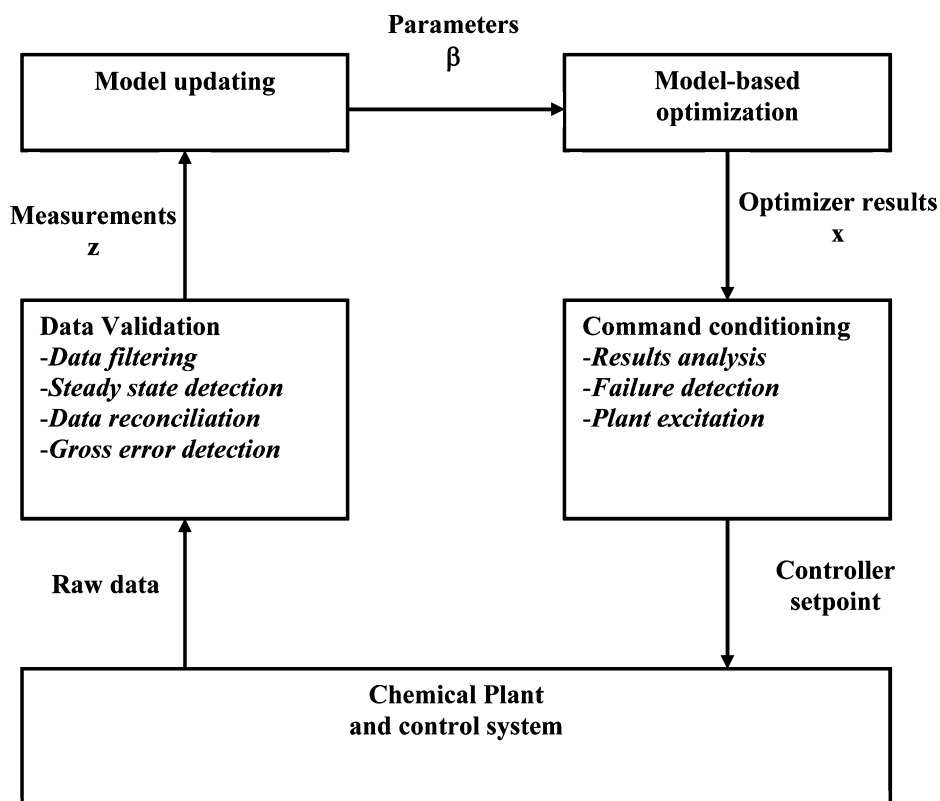 Parameters
β
Model updating
Model-based
optimization
Measurements
z
Optimizer results
x
Data Validation
-Data filtering
-Steady state detection
-Data reconciliation
-Gross error detection
Command conditioning
-Results analysis
-Failure detection
-Plant excitation
Raw data
Controller
setpoint
Chemical Plant
and control system